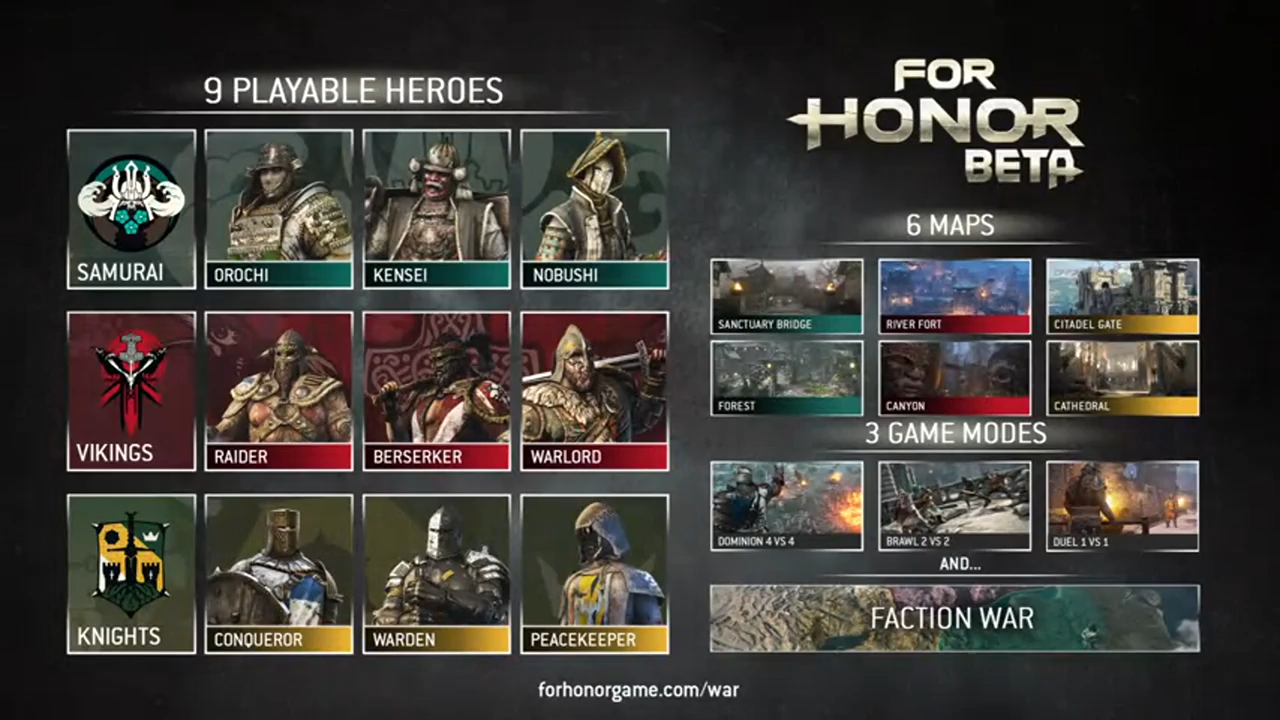 9 PLAYABLE HEROES
SAMURAI
OROCHI
KENSEI
NOBUSHI
VIKINGS
RAIDER
BERSERKER
WARLORD
KNIGHTS
CONQUEROR
WARDEN
PEACEKEEPER
FOR
HONOR
BETA
6 MAPS
SANCTUARY BRIDGE
RIVER FORT
CITADEL GATE
FOREST
CANYON
CATHEDRAL
3 GAME MODES
DOMINION 4 VS 4
BRAWL 2 VS 2
DUEL 1 VS 1
AND...
FACTION WAR
forhonorgame.com/war